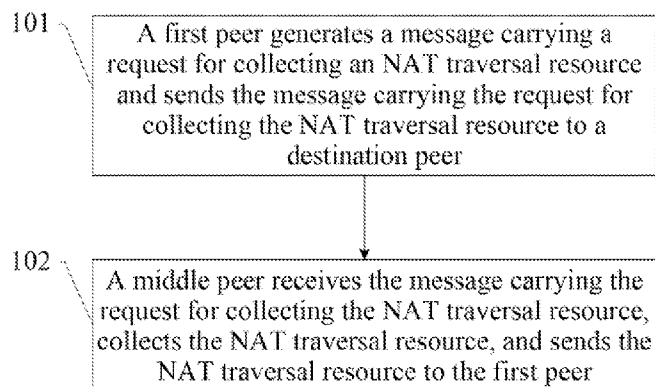 101
A first peer generates a message carrying a
request for collecting an NAT traversal resource
and sends the message carrying the request for
collecting the NAT traversal resource to a
destination peer
102
A middle peer receives the message carrying the
request for collecting the NAT traversal resource,
collects the NAT traversal resource, and sends the
NAT traversal resource to the first peer